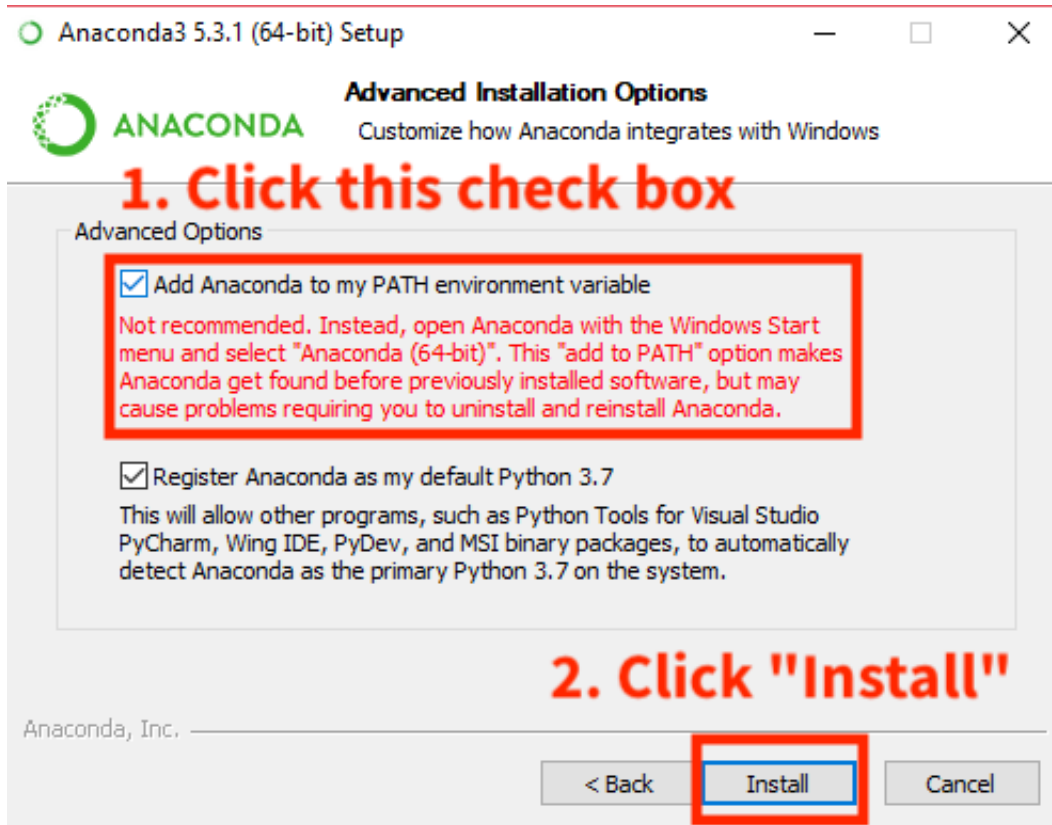 Anaconda3 5.3.1 (64-bit) Setup
ANACONDA
Advanced Installation Options
Customize how Anaconda integrates with Windows
1. Click this check box
Advanced Options
Add Anaconda to my PATH environment variable
Not recommended. Instead, open Anaconda with the Windows Start
menu and select "Anaconda (64-bit)". This "add to PATH" option makes
Anaconda get found before previously installed software, but may
cause problems requiring you to uninstall and reinstall Anaconda.
Register Anaconda as my default Python 3.7
This will allow other programs, such as Python Tools for Visual Studio
PyCharm, Wing IDE, PyDev, and MSI binary packages, to automatically
detect Anaconda as the primary Python 3.7 on the system.
2. Click "Install"
Anaconda, Inc.
< Back Install Cancel